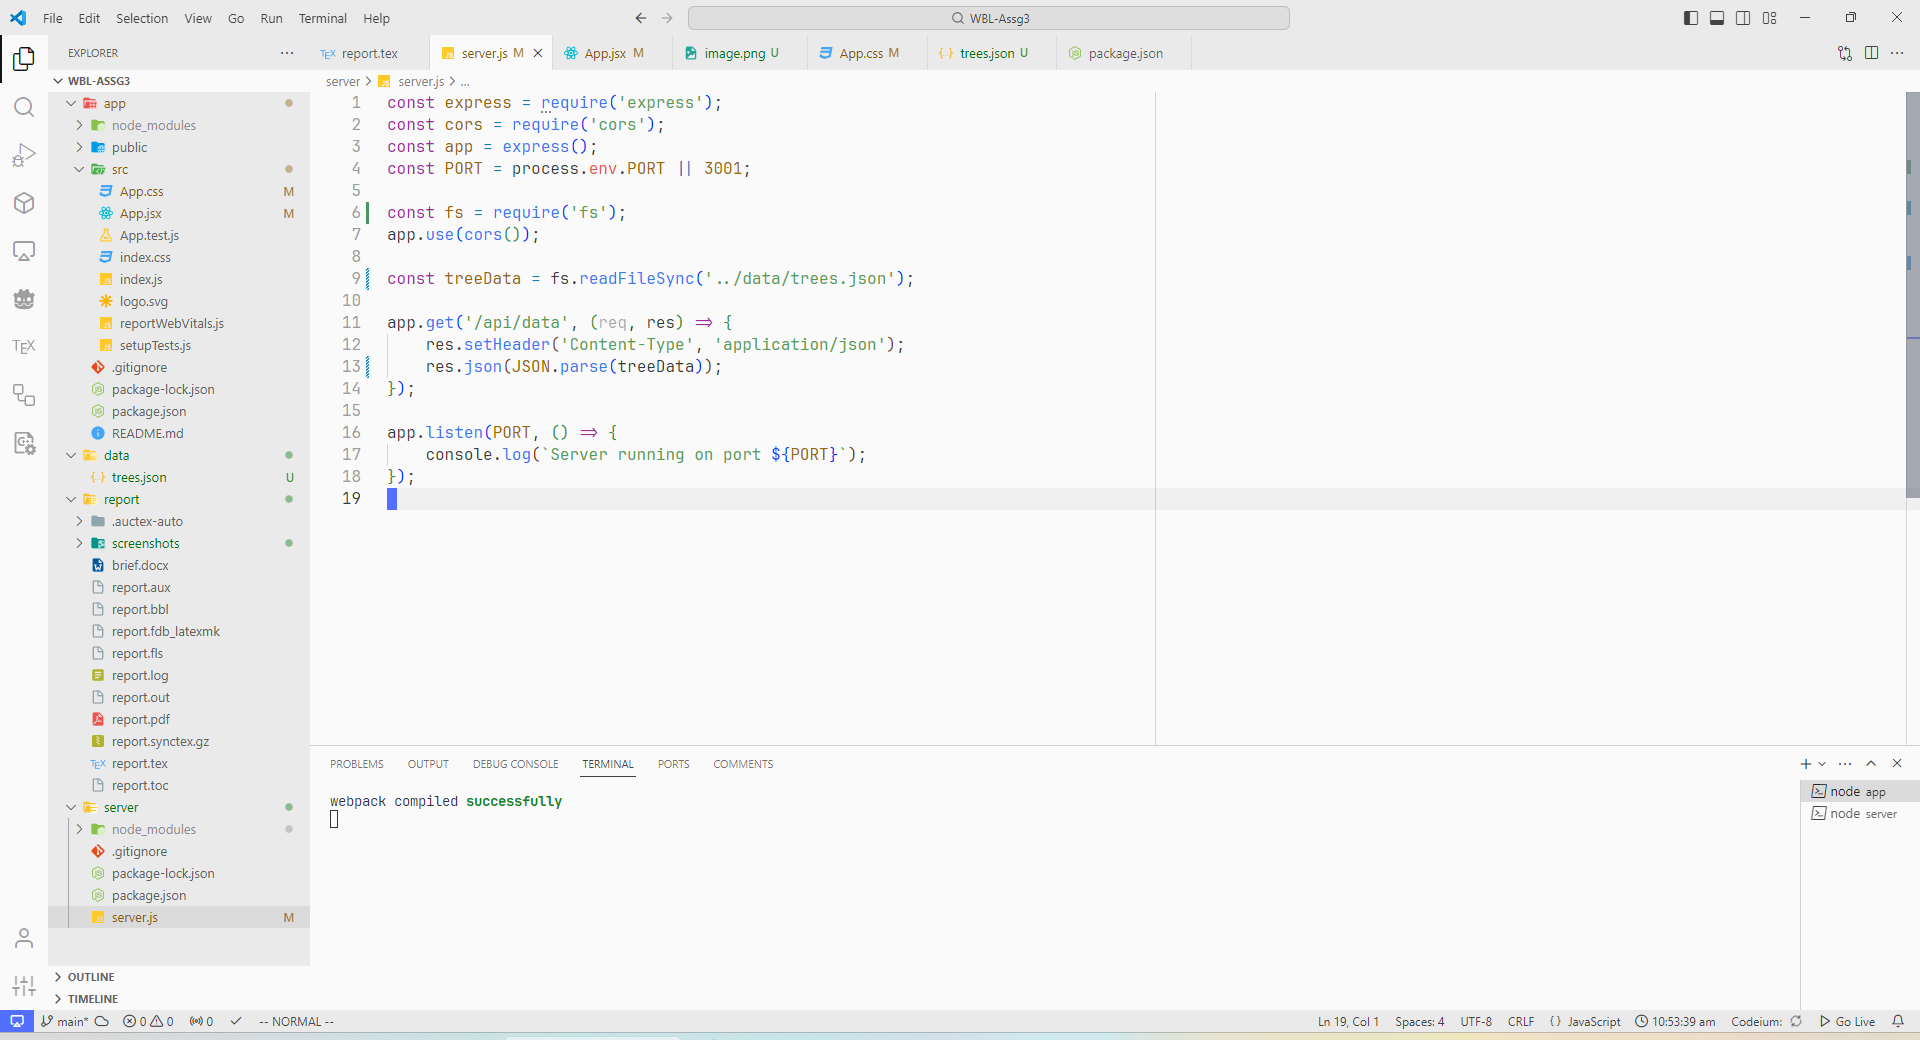 File Edit Selection View Go Run Terminal Help
WBL-Assg3
EXPLORER
TEX report.tex
server.js M
App.jsx M
image.png U
App.css M
trees.json U
package.json
WBL-ASSG3
app
node_modules
public
src
App.css M
App.jsx M
App.test.js
index.css
index.js
logo.svg
reportWebVitals.js
setupTests.js
.gitignore
package-lock.json
package.json
README.md
data
trees.json U
report
.auctex-auto
screenshots
brief.docx
report.aux
report.bbl
report.fdb_latexmk
report.fls
report.log
report.out
report.pdf
report.synctex.gz
TEX report.tex
report.toc
server
node_modules
.gitignore
package-lock.json
package.json
server.js M
OUTLINE
TIMELINE
TEX
server > server.js > ...
1 const express = require('express');
2 const cors = require('cors');
3 const app = express();
4 const PORT = process.env.PORT || 3001;
5
6 const fs = require('fs');
7 app.use(cors());
8
9 const treeData = fs.readFileSync('../data/trees.json');
10
11 app.get('/api/data', (req, res) => {
12 res.setHeader('Content-Type', 'application/json');
13 res.json(JSON.parse(treeData));
14 });
15
16 app.listen(PORT, () => {
17 console.log(`Server running on port ${PORT}`);
18 });
19
PROBLEMS OUTPUT DEBUG CONSOLE TERMINAL PORTS COMMENTS
webpack compiled successfully
node app
node server
main* 0 0 0 -- NORMAL --
Ln 19, Col 1 Spaces: 4 UTF-8 CRLF {} JavaScript 10:53:39 am Codeium: Go Live